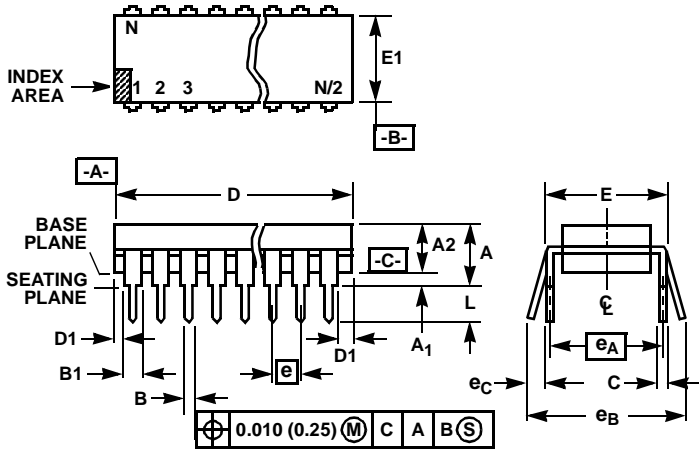 N
E1
INDEX
AREA
1 2 3 N/2
-B-
-A-
D
E
BASE
PLANE
A2
A
-C-
SEATING
PLANE
L
C
L
D1
A1
D1
eA
B1
e
eC
C
B
eB
0.010 (0.25) M C A B S